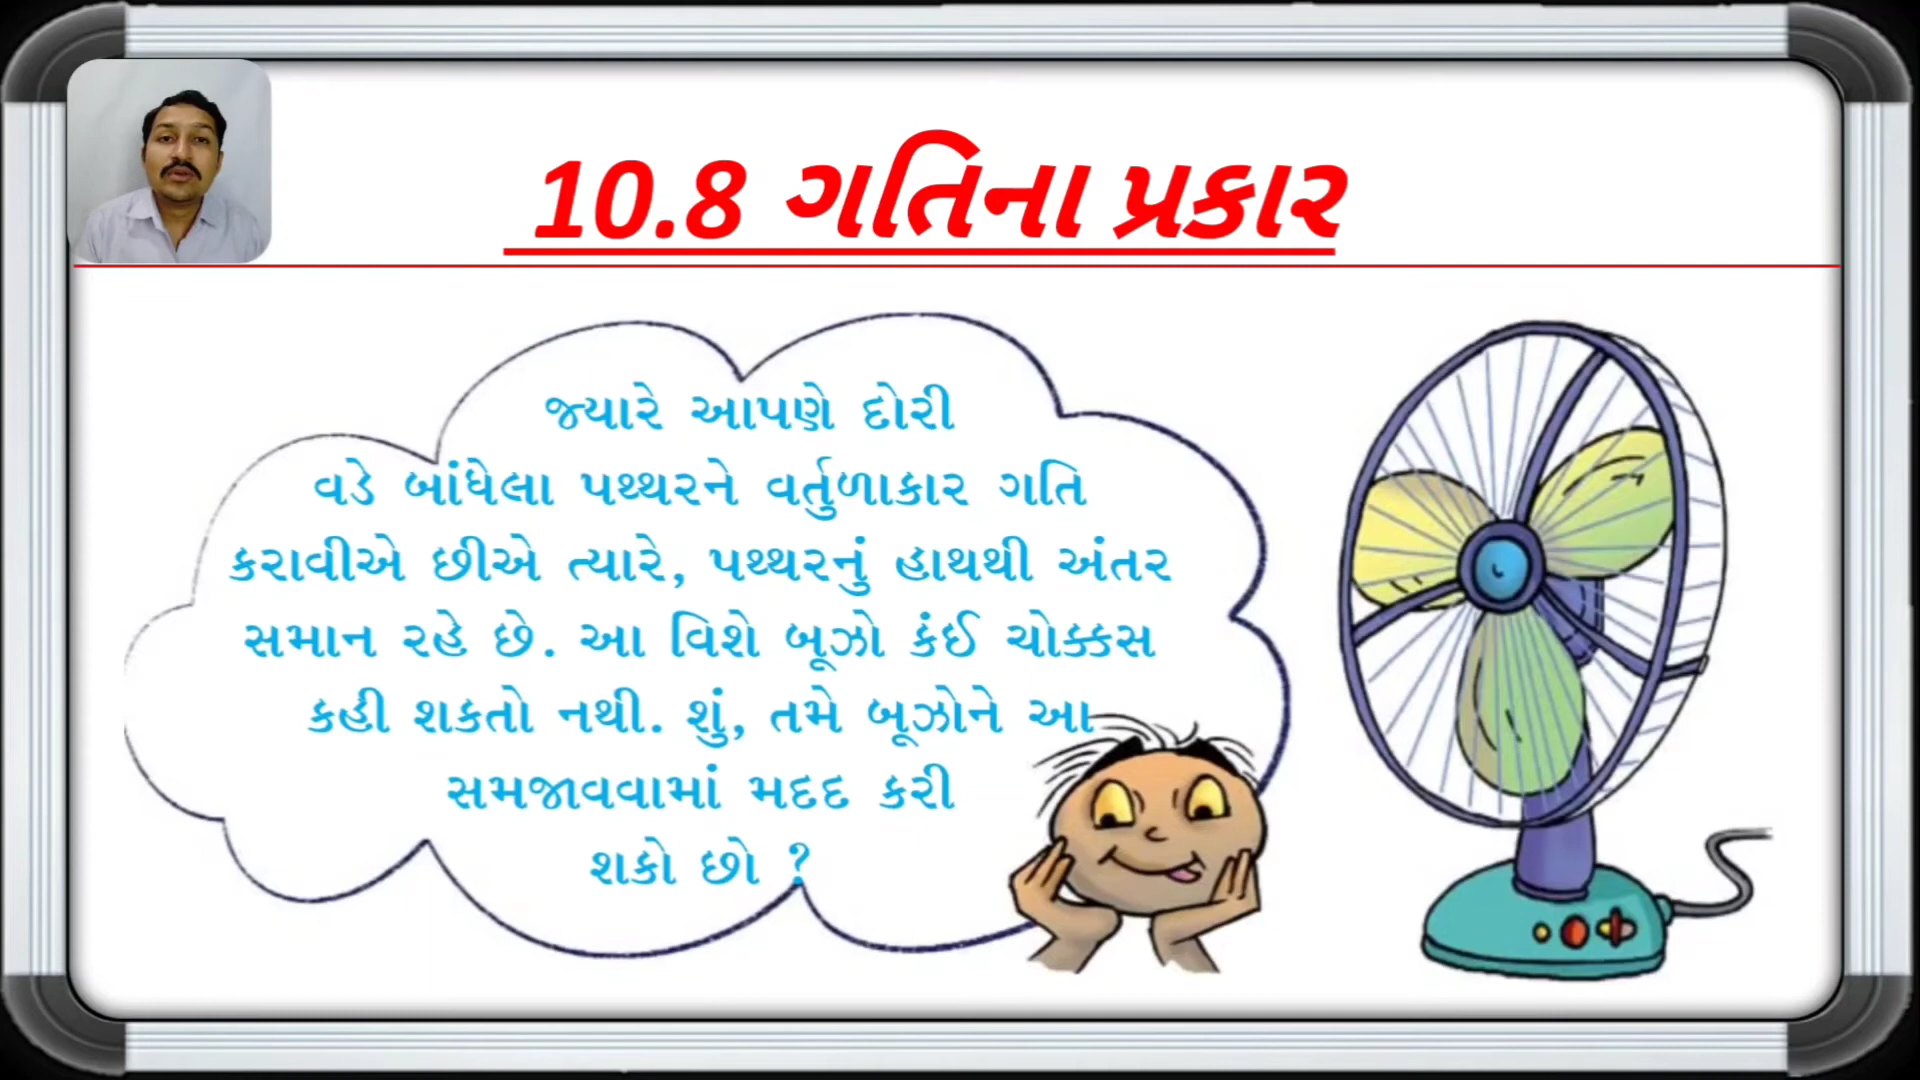 10.8 ગતિના પ્રકાર
જ્યારે આપણે દોરી
વડે બાંધેલા પથ્થરને વર્તુળાકાર ગતિ
કરાવીએ છીએ ત્યારે, પથ્થરનું હાથથી અંતર
સમાન રહે છે. આ વિશે બૂઝો કંઈ ચોક્કસ
કહી શકતો નથી. શું, તમે બૂઝોને આ
સમજાવવામાં મદદ કરી
શકો છો ?